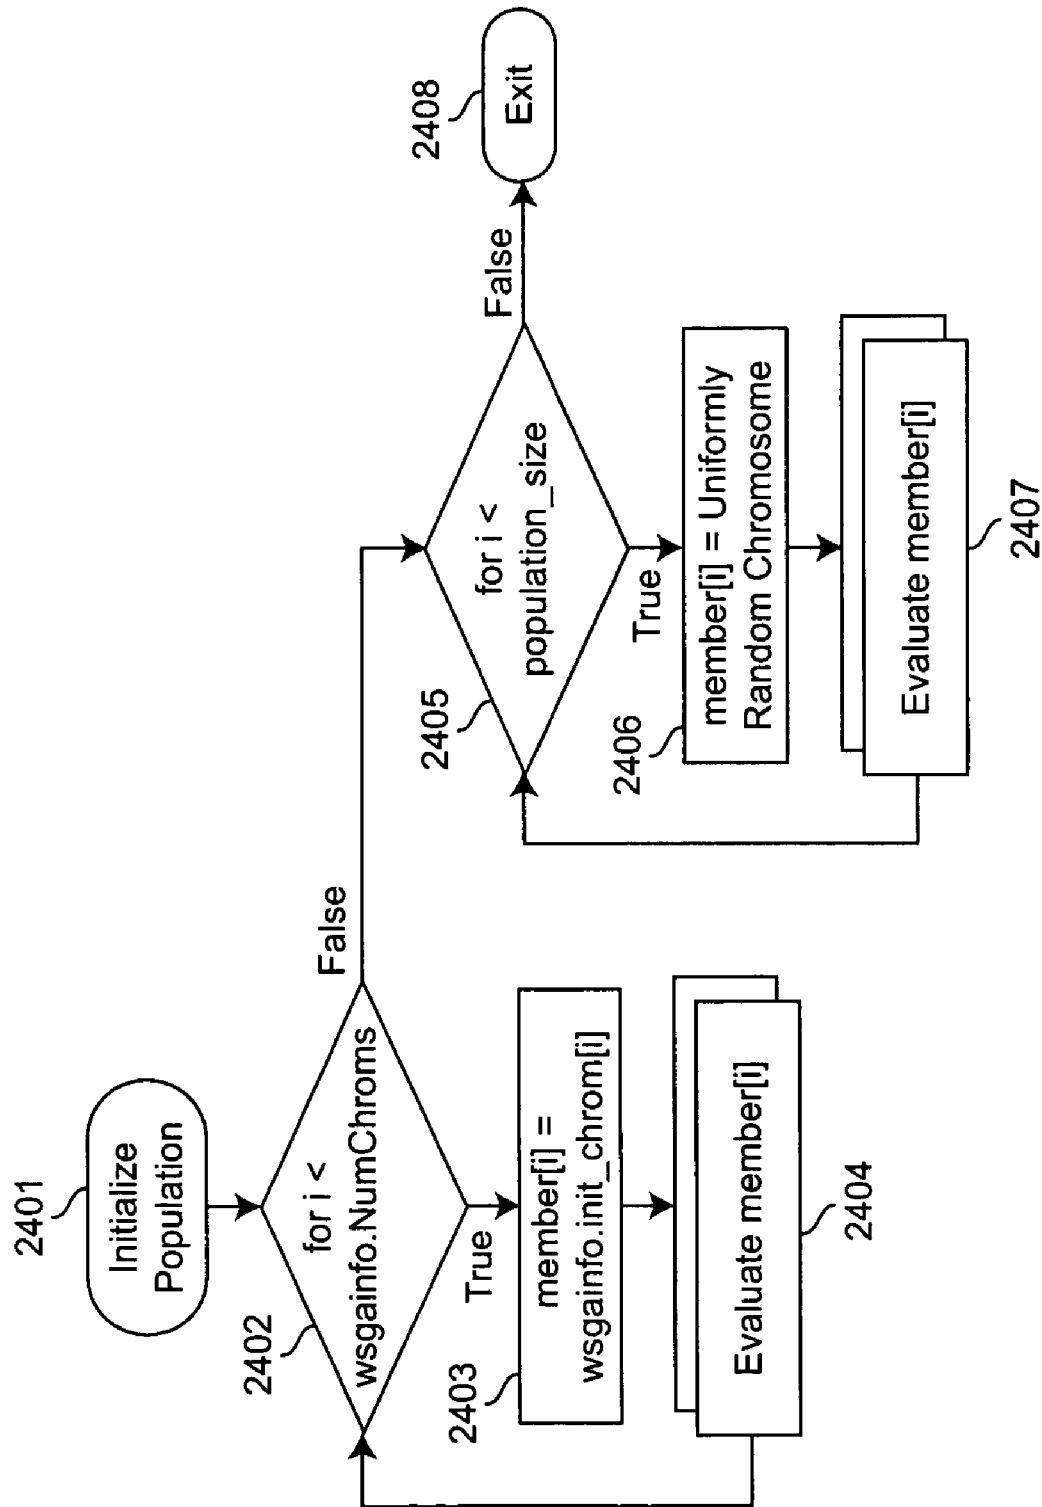 2401
Initialize
Population
2402
for i <
wsgainfo.NumChroms
False
True
2403
member[i] =
wsgainfo.init_chrom[i]
Evaluate member[i]
2404
2405
for i <
population_size
False
True
2406
member[i] = Uniformly
Random Chromosome
Evaluate member[i]
2407
2408
Exit